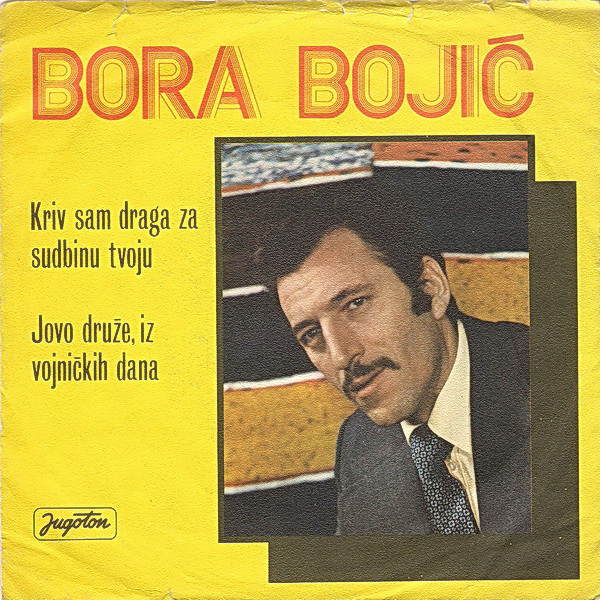 BORA BOJIĆ
Kriv sam draga za
sudbinu tvoju
Jovo druže, iz
vojničkih dana
Jugoton